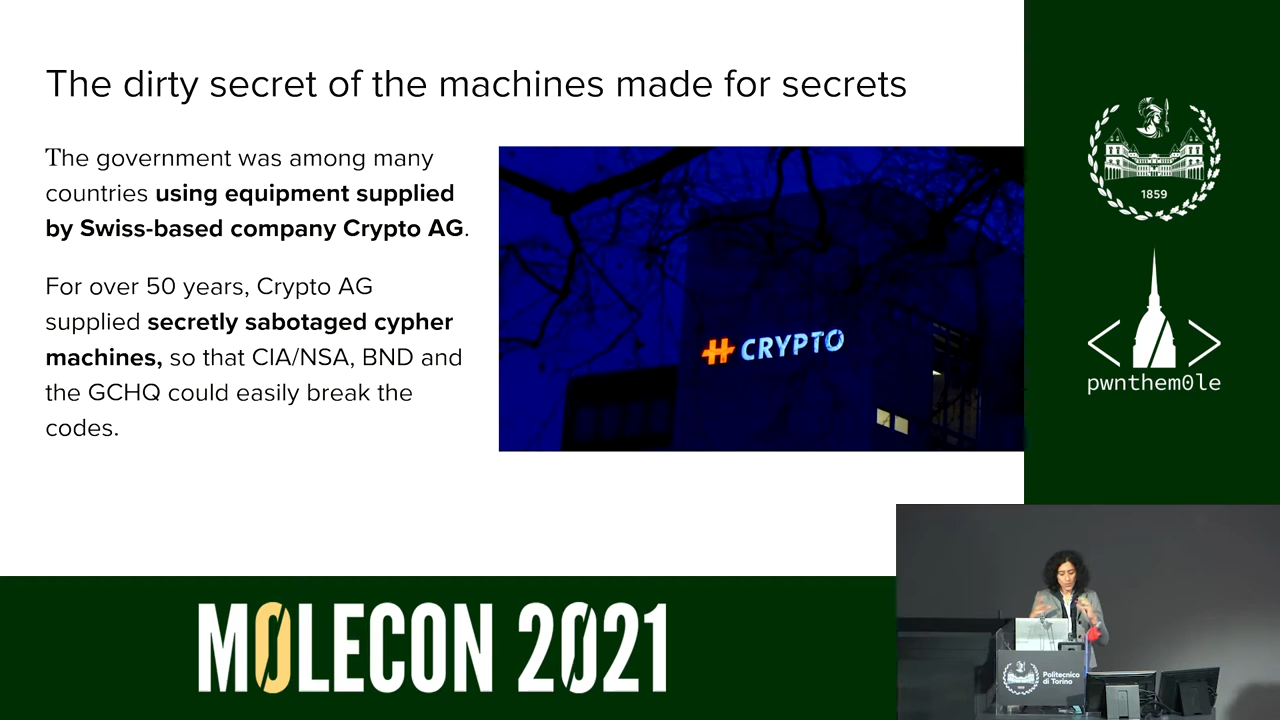 The dirty secret of the machines made for secrets
The government was among many
countries using equipment supplied
by Swiss-based company Crypto AG.
For over 50 years, Crypto AG
supplied secretly sabotaged cypher
machines, so that CIA/NSA, BND and
the GCHQ could easily break the
codes.
CRYPTO
1859
pwnthem0le
MOLECON 2021
Politecnico
di Torino